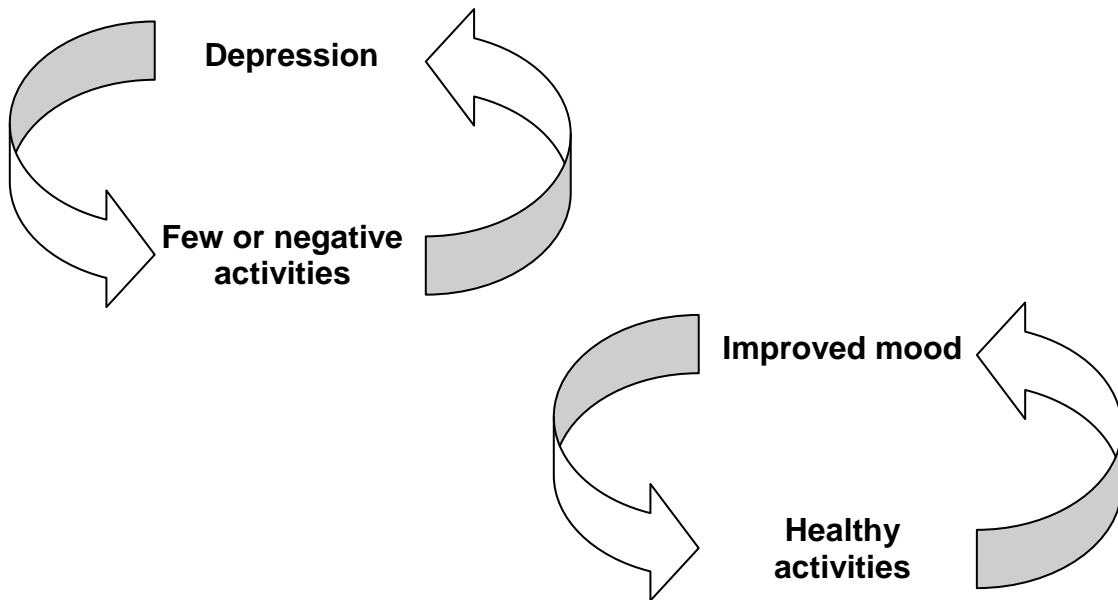 Depression
Few or negative
activities
Improved mood
Healthy
activities